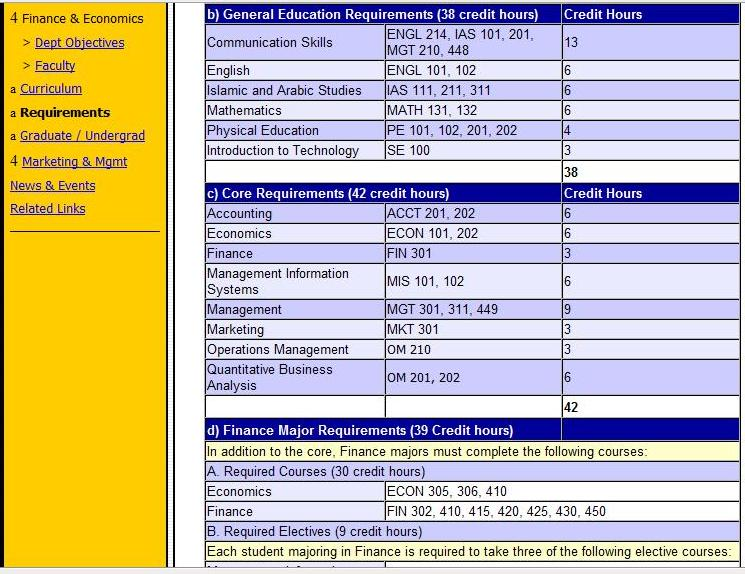 4 Finance & Economics
> Dept Objectives
> Faculty
a Curriculum
a Requirements
a Graduate / Undergrad
4 Marketing & Mgmt
News & Events
Related Links
b) General Education Requirements (38 credit hours) Credit Hours
Communication Skills ENGL 214, IAS 101, 201,
MGT 210, 448 13
English ENGL 101, 102 6
Islamic and Arabic Studies IAS 111, 211, 311 6
Mathematics MATH 131, 132 6
Physical Education PE 101, 102, 201, 202 4
Introduction to Technology SE 100 3
38
c) Core Requirements (42 credit hours) Credit Hours
Accounting ACCT 201, 202 6
Economics ECON 101, 202 6
Finance FIN 301 3
Management Information
Systems MIS 101, 102 6
Management MGT 301, 311, 449 9
Marketing MKT 301 3
Operations Management OM 210 3
Quantitative Business
Analysis OM 201, 202 6
42
d) Finance Major Requirements (39 Credit hours)
In addition to the core, Finance majors must complete the following courses:
A. Required Courses (30 credit hours)
Economics ECON 305, 306, 410
Finance FIN 302, 410, 415, 420, 425, 430, 450
B. Required Electives (9 credit hours)
Each student majoring in Finance is required to take three of the following elective courses: